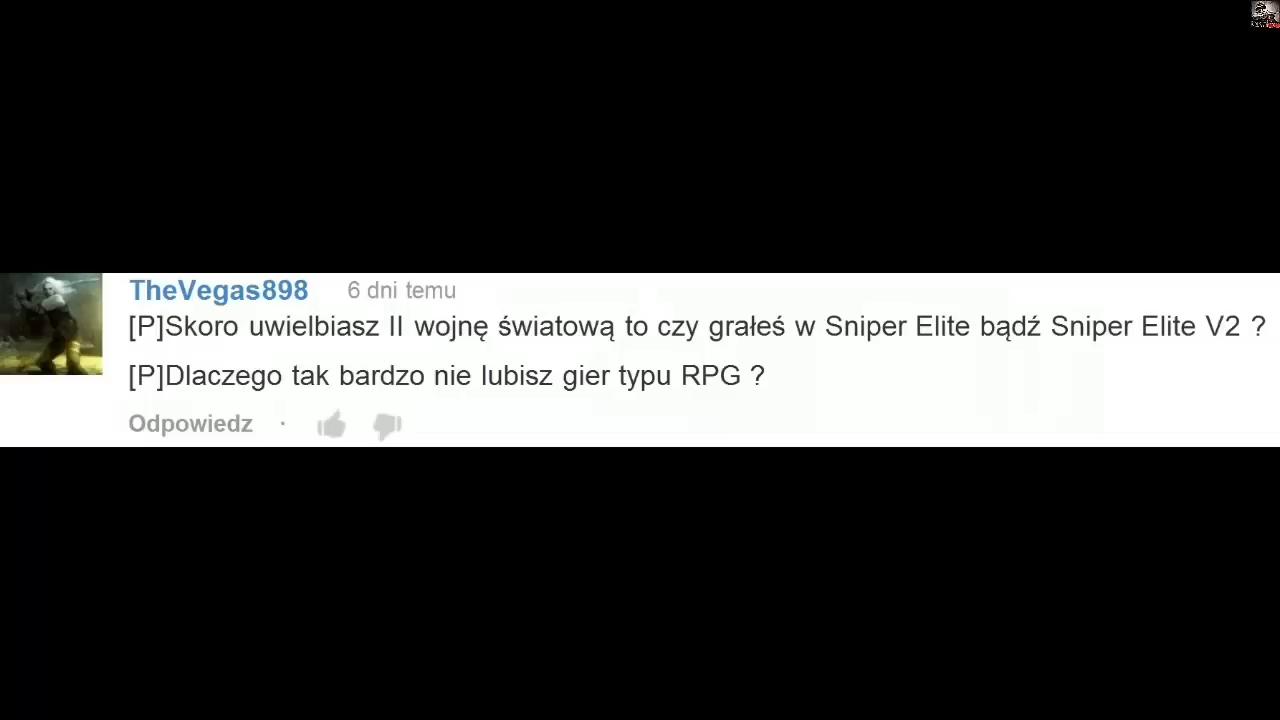 TheVegas898 6 dni temu
[P]Skoro uwielbiasz II wojnę światową to czy grałeś w Sniper Elite bądź Sniper Elite V2 ?
[P]Dlaczego tak bardzo nie lubisz gier typu RPG ?
Odpowiedz ·